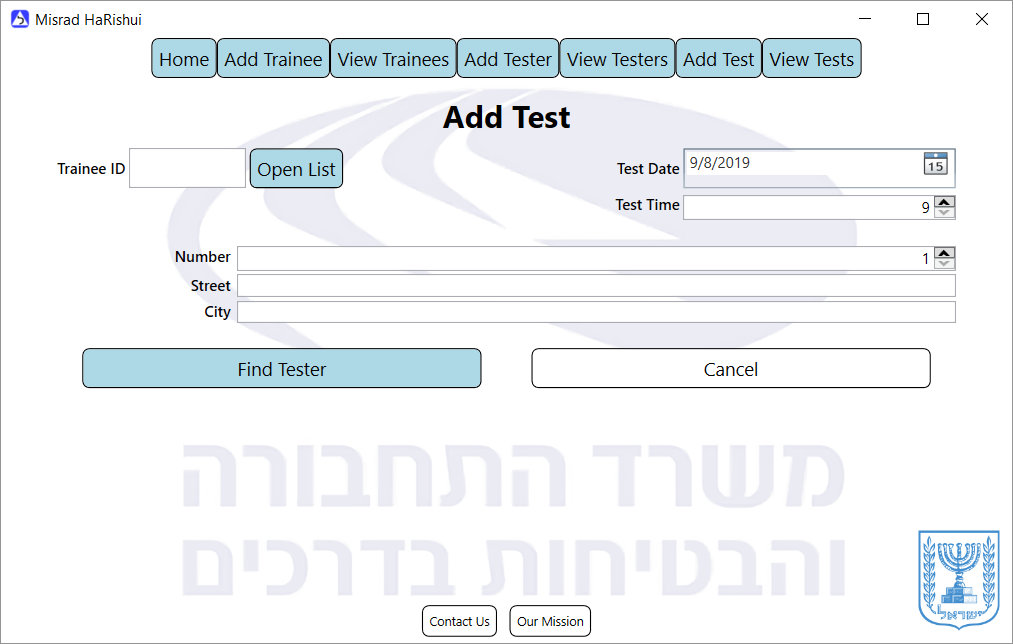 Misrad HaRishui
Home Add Trainee View Trainees Add Tester View Testers Add Test View Tests
Add Test
Trainee ID Open List Test Date 9/8/2019 15
Test Time 9
Number 1
Street
City
Find Tester Cancel
משרד התחבורה
והבטיחות בדרכים
ישראל
Contact Us Our Mission